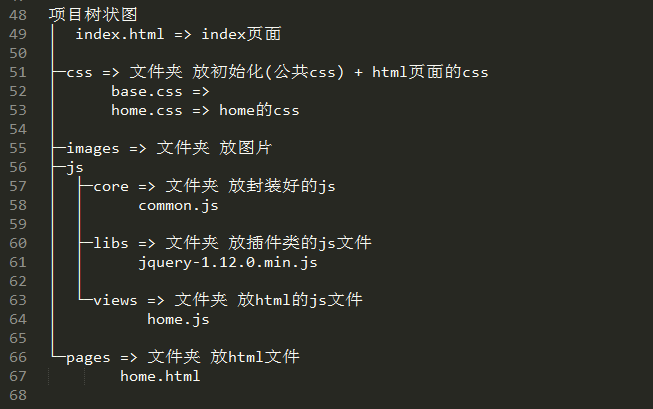 48 项目树状图
49 │  index.html => index页面
50 │
51 ├─css => 文件夹 放初始化(公共css) + html页面的css
52 │      base.css =>
53 │      home.css => home的css
54 │
55 ├─images => 文件夹 放图片
56 ├─js
57 │  ├─core => 文件夹 放封装好的js
58 │  │      common.js
59 │  │
60 │  ├─libs => 文件夹 放插件类的js文件
61 │  │      jquery-1.12.0.min.js
62 │  │
63 │  └─views => 文件夹 放html的js文件
64 │          home.js
65 │
66 └─pages => 文件夹 放html文件
67         home.html
68